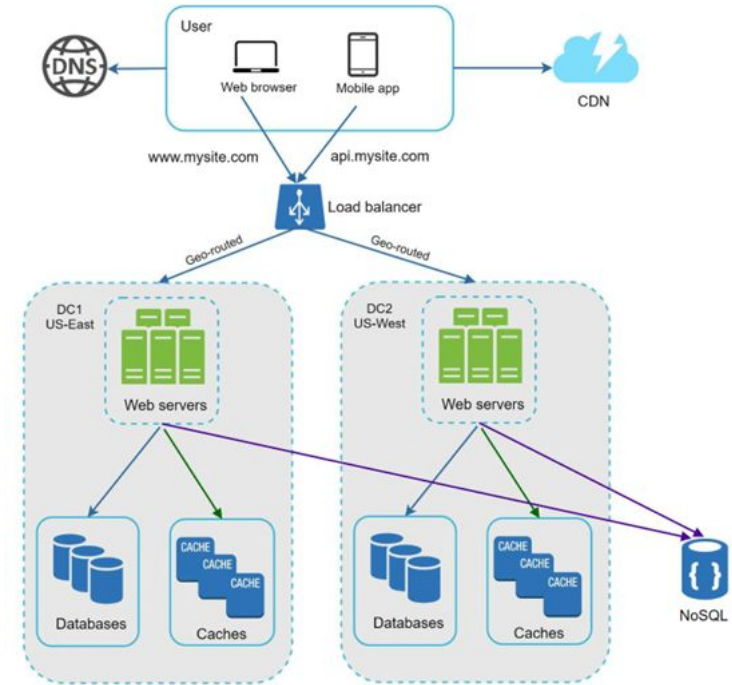 User
DNS
Web browser
Mobile app
CDN
www.mysite.com
api.mysite.com
Load balancer
Geo-routed
Geo-routed
DC1
US-East
Web servers
DC2
US-West
Web servers
Databases
CACHE
CACHE
CACHE
Caches
Databases
CACHE
CACHE
CACHE
Caches
{ }
NoSQL